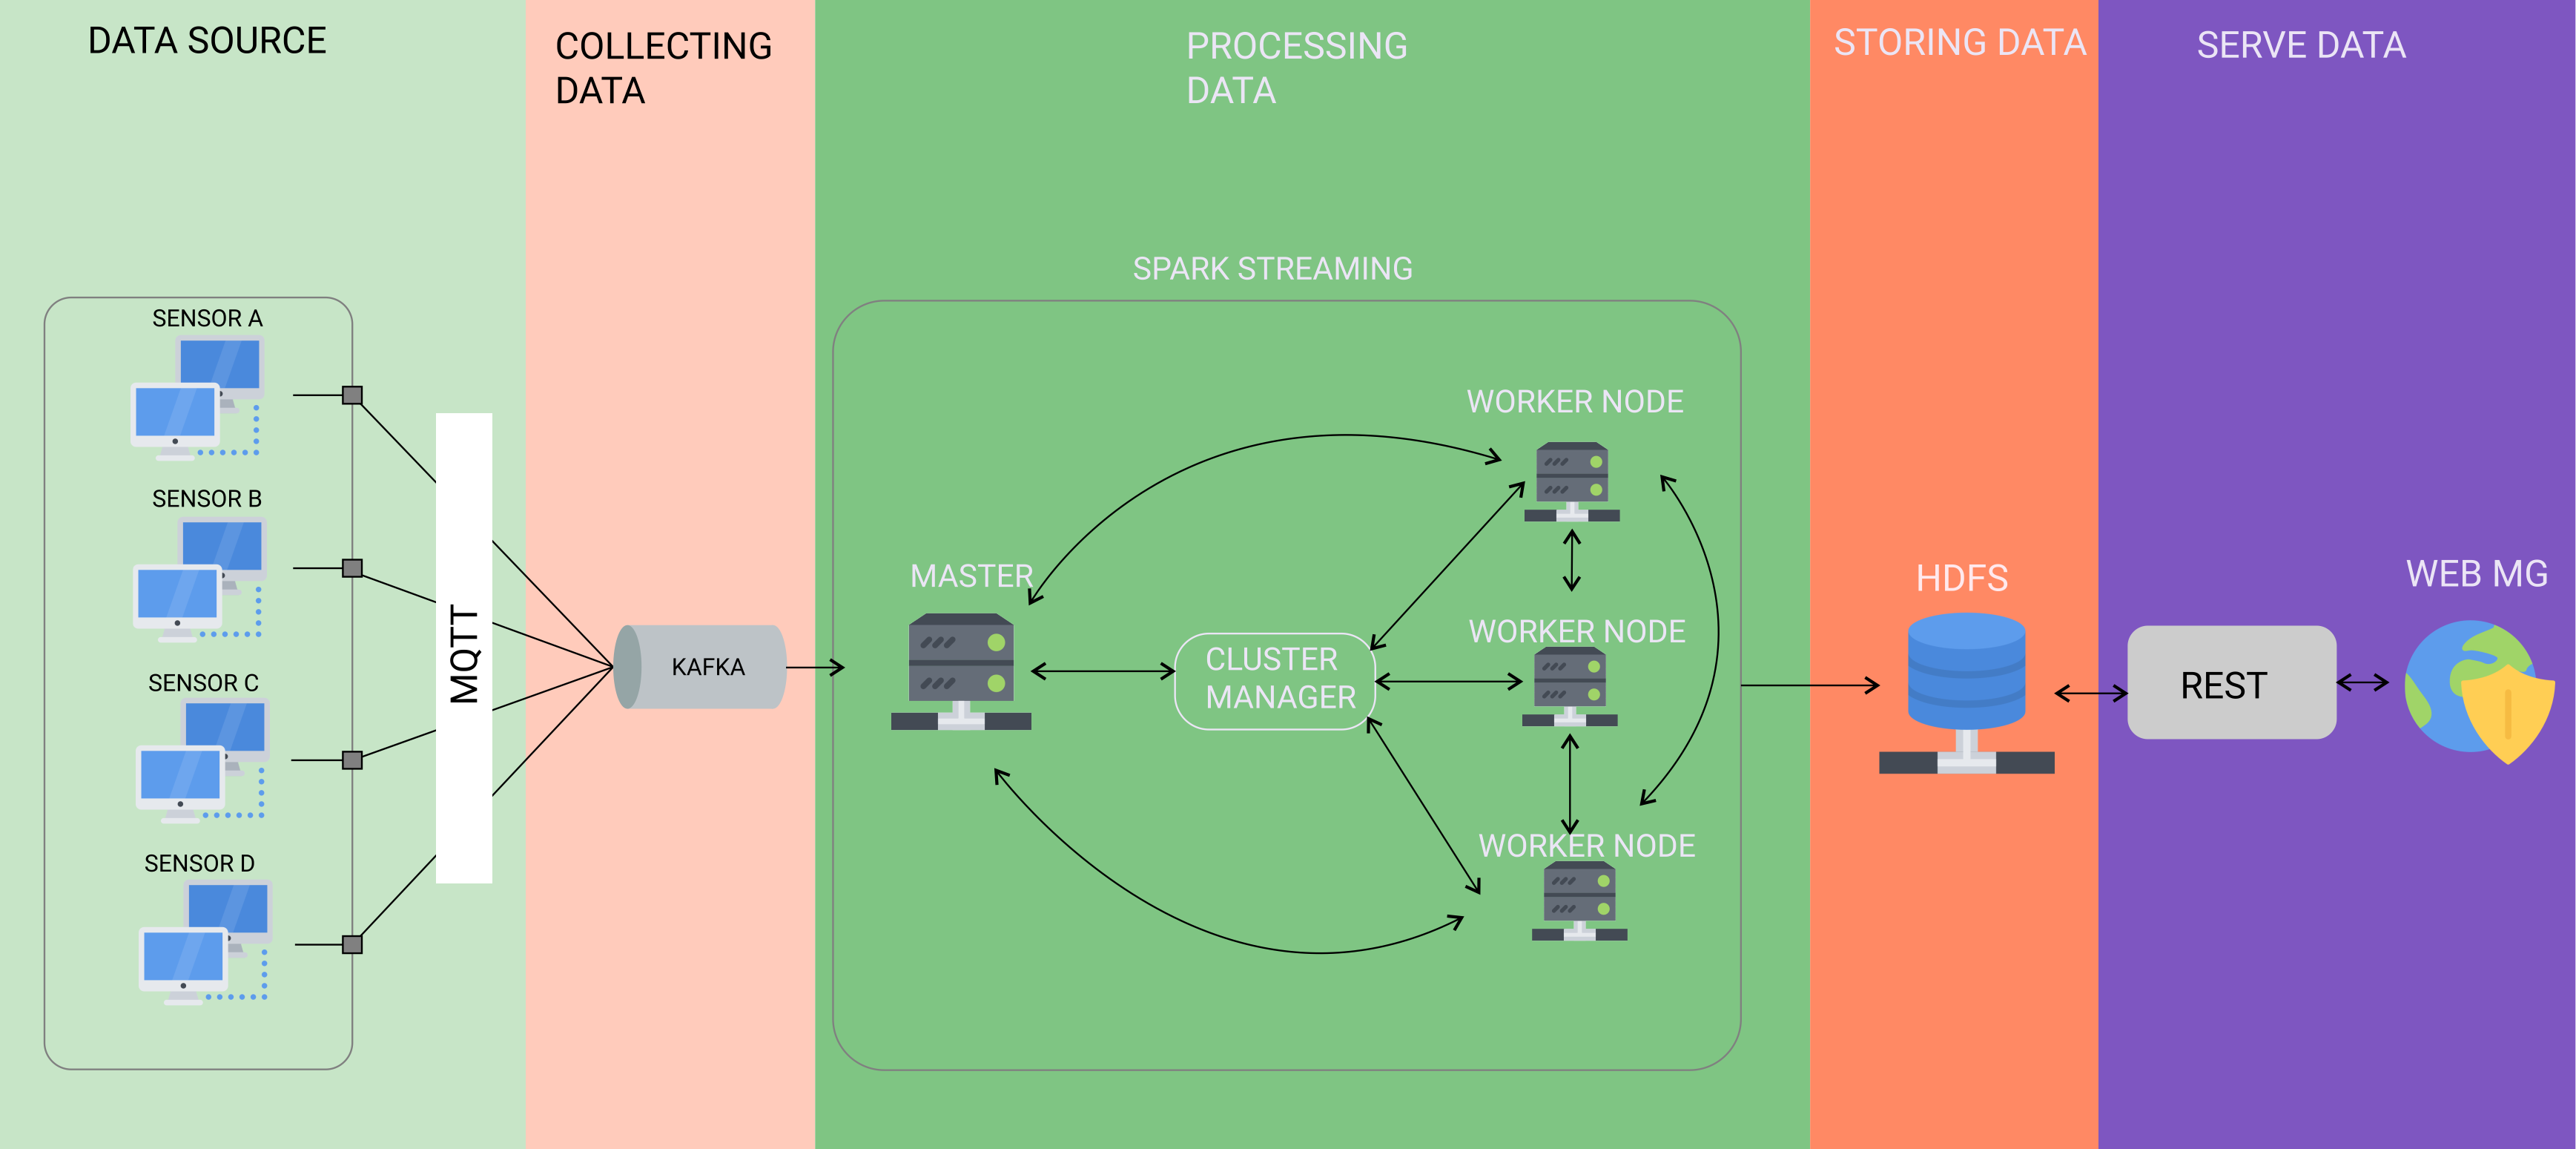 DATA SOURCE
COLLECTING
DATA
PROCESSING
DATA
STORING DATA
SERVE DATA
SENSOR A
SENSOR B
SENSOR C
SENSOR D
MQTT
KAFKA
SPARK STREAMING
MASTER
CLUSTER
MANAGER
WORKER NODE
WORKER NODE
WORKER NODE
HDFS
REST
WEB MG